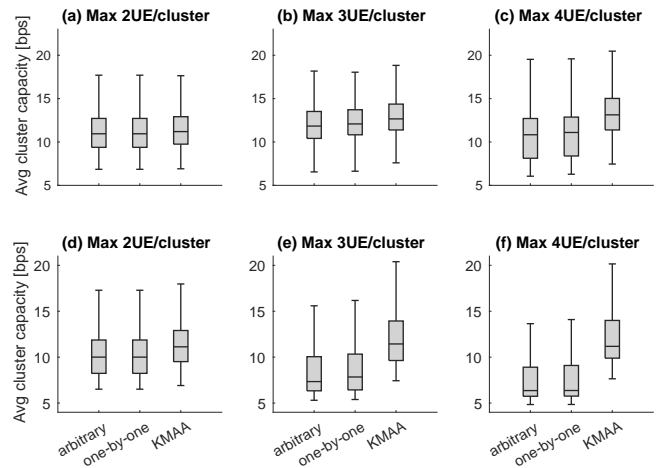 (a) Max 2UE/cluster (b) Max 3UE/cluster (c) Max 4UE/cluster
Avg cluster capacity [bps]
20 20 20
15 15 15
10 10 10
5 5 5
(d) Max 2UE/cluster (e) Max 3UE/cluster (f) Max 4UE/cluster
Avg cluster capacity [bps]
20 20 20
15 15 15
10 10 10
5 5 5
arbitrary one-by-one KMAA arbitrary one-by-one KMAA arbitrary one-by-one KMAA